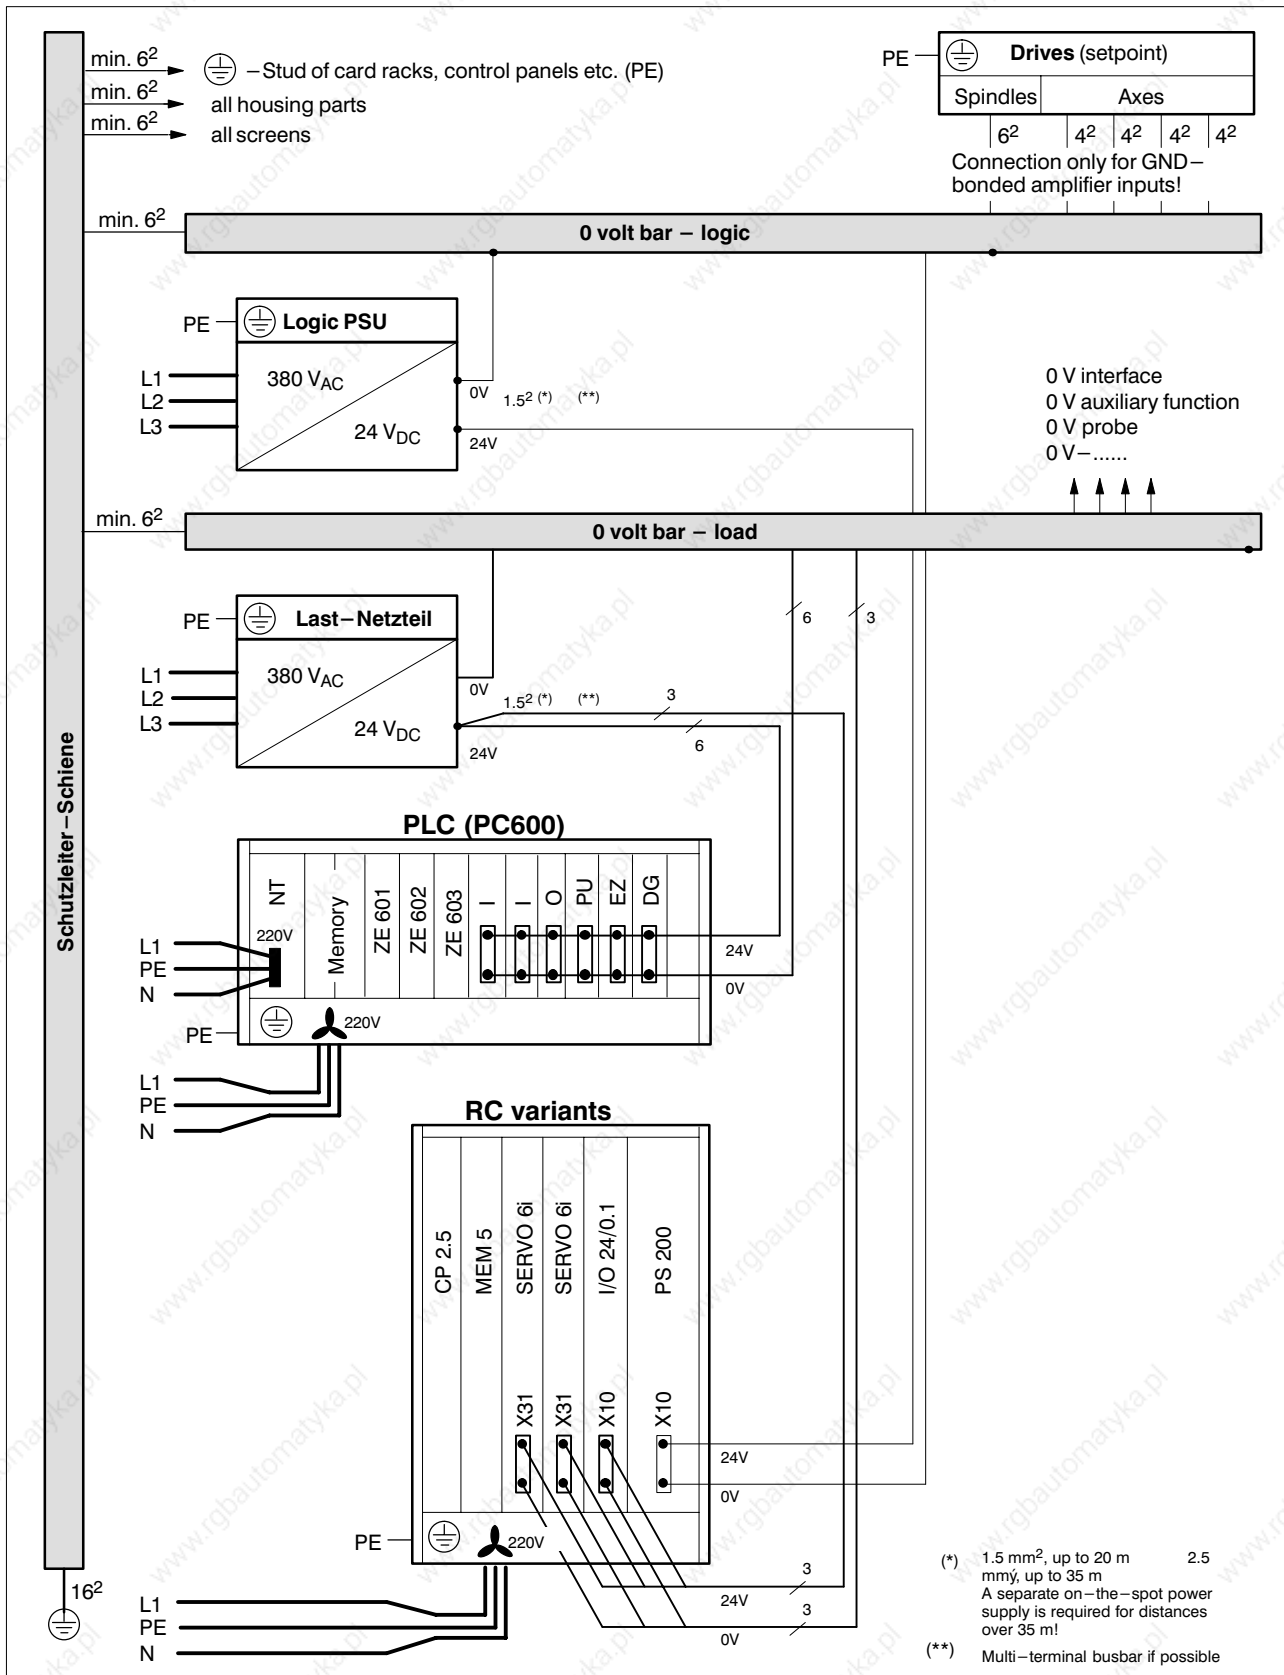 min. 6²
–Stud of card racks, control panels etc. (PE)
min. 6²
all housing parts
min. 6²
all screens
PE
Drives (setpoint)
Spindles
Axes
6²
4²
4²
4²
4²
Connection only for GND–
bonded amplifier inputs!
min. 6²
0 volt bar – logic
PE
Logic PSU
L1
L2
L3
380 VAC
24 VDC
0V
1.5² (*)
(**)
24V
0 V interface
0 V auxiliary function
0 V probe
0 V–......
min. 6²
0 volt bar – load
6
3
PE
Last–Netzteil
L1
L2
L3
380 VAC
24 VDC
0V
1.5² (*)
(**)
3
6
24V
Schutzleiter–Schiene
PLC (PC600)
NT
Memory
ZE 601
ZE 602
ZE 603
I
I
O
PU
EZ
DG
220V
L1
PE
N
24V
0V
PE
220V
L1
PE
N
RC variants
CP 2.5
MEM 5
SERVO 6i
SERVO 6i
I/O 24/0.1
PS 200
X31
X31
X10
X10
24V
0V
PE
220V
3
24V
3
0V
16²
L1
PE
N
(*) 1.5 mm², up to 20 m 2.5
mmý, up to 35 m
A separate on–the–spot power
supply is required for distances
over 35 m!
(**) Multi–terminal busbar if possible
www.rgbautomatyka.pl